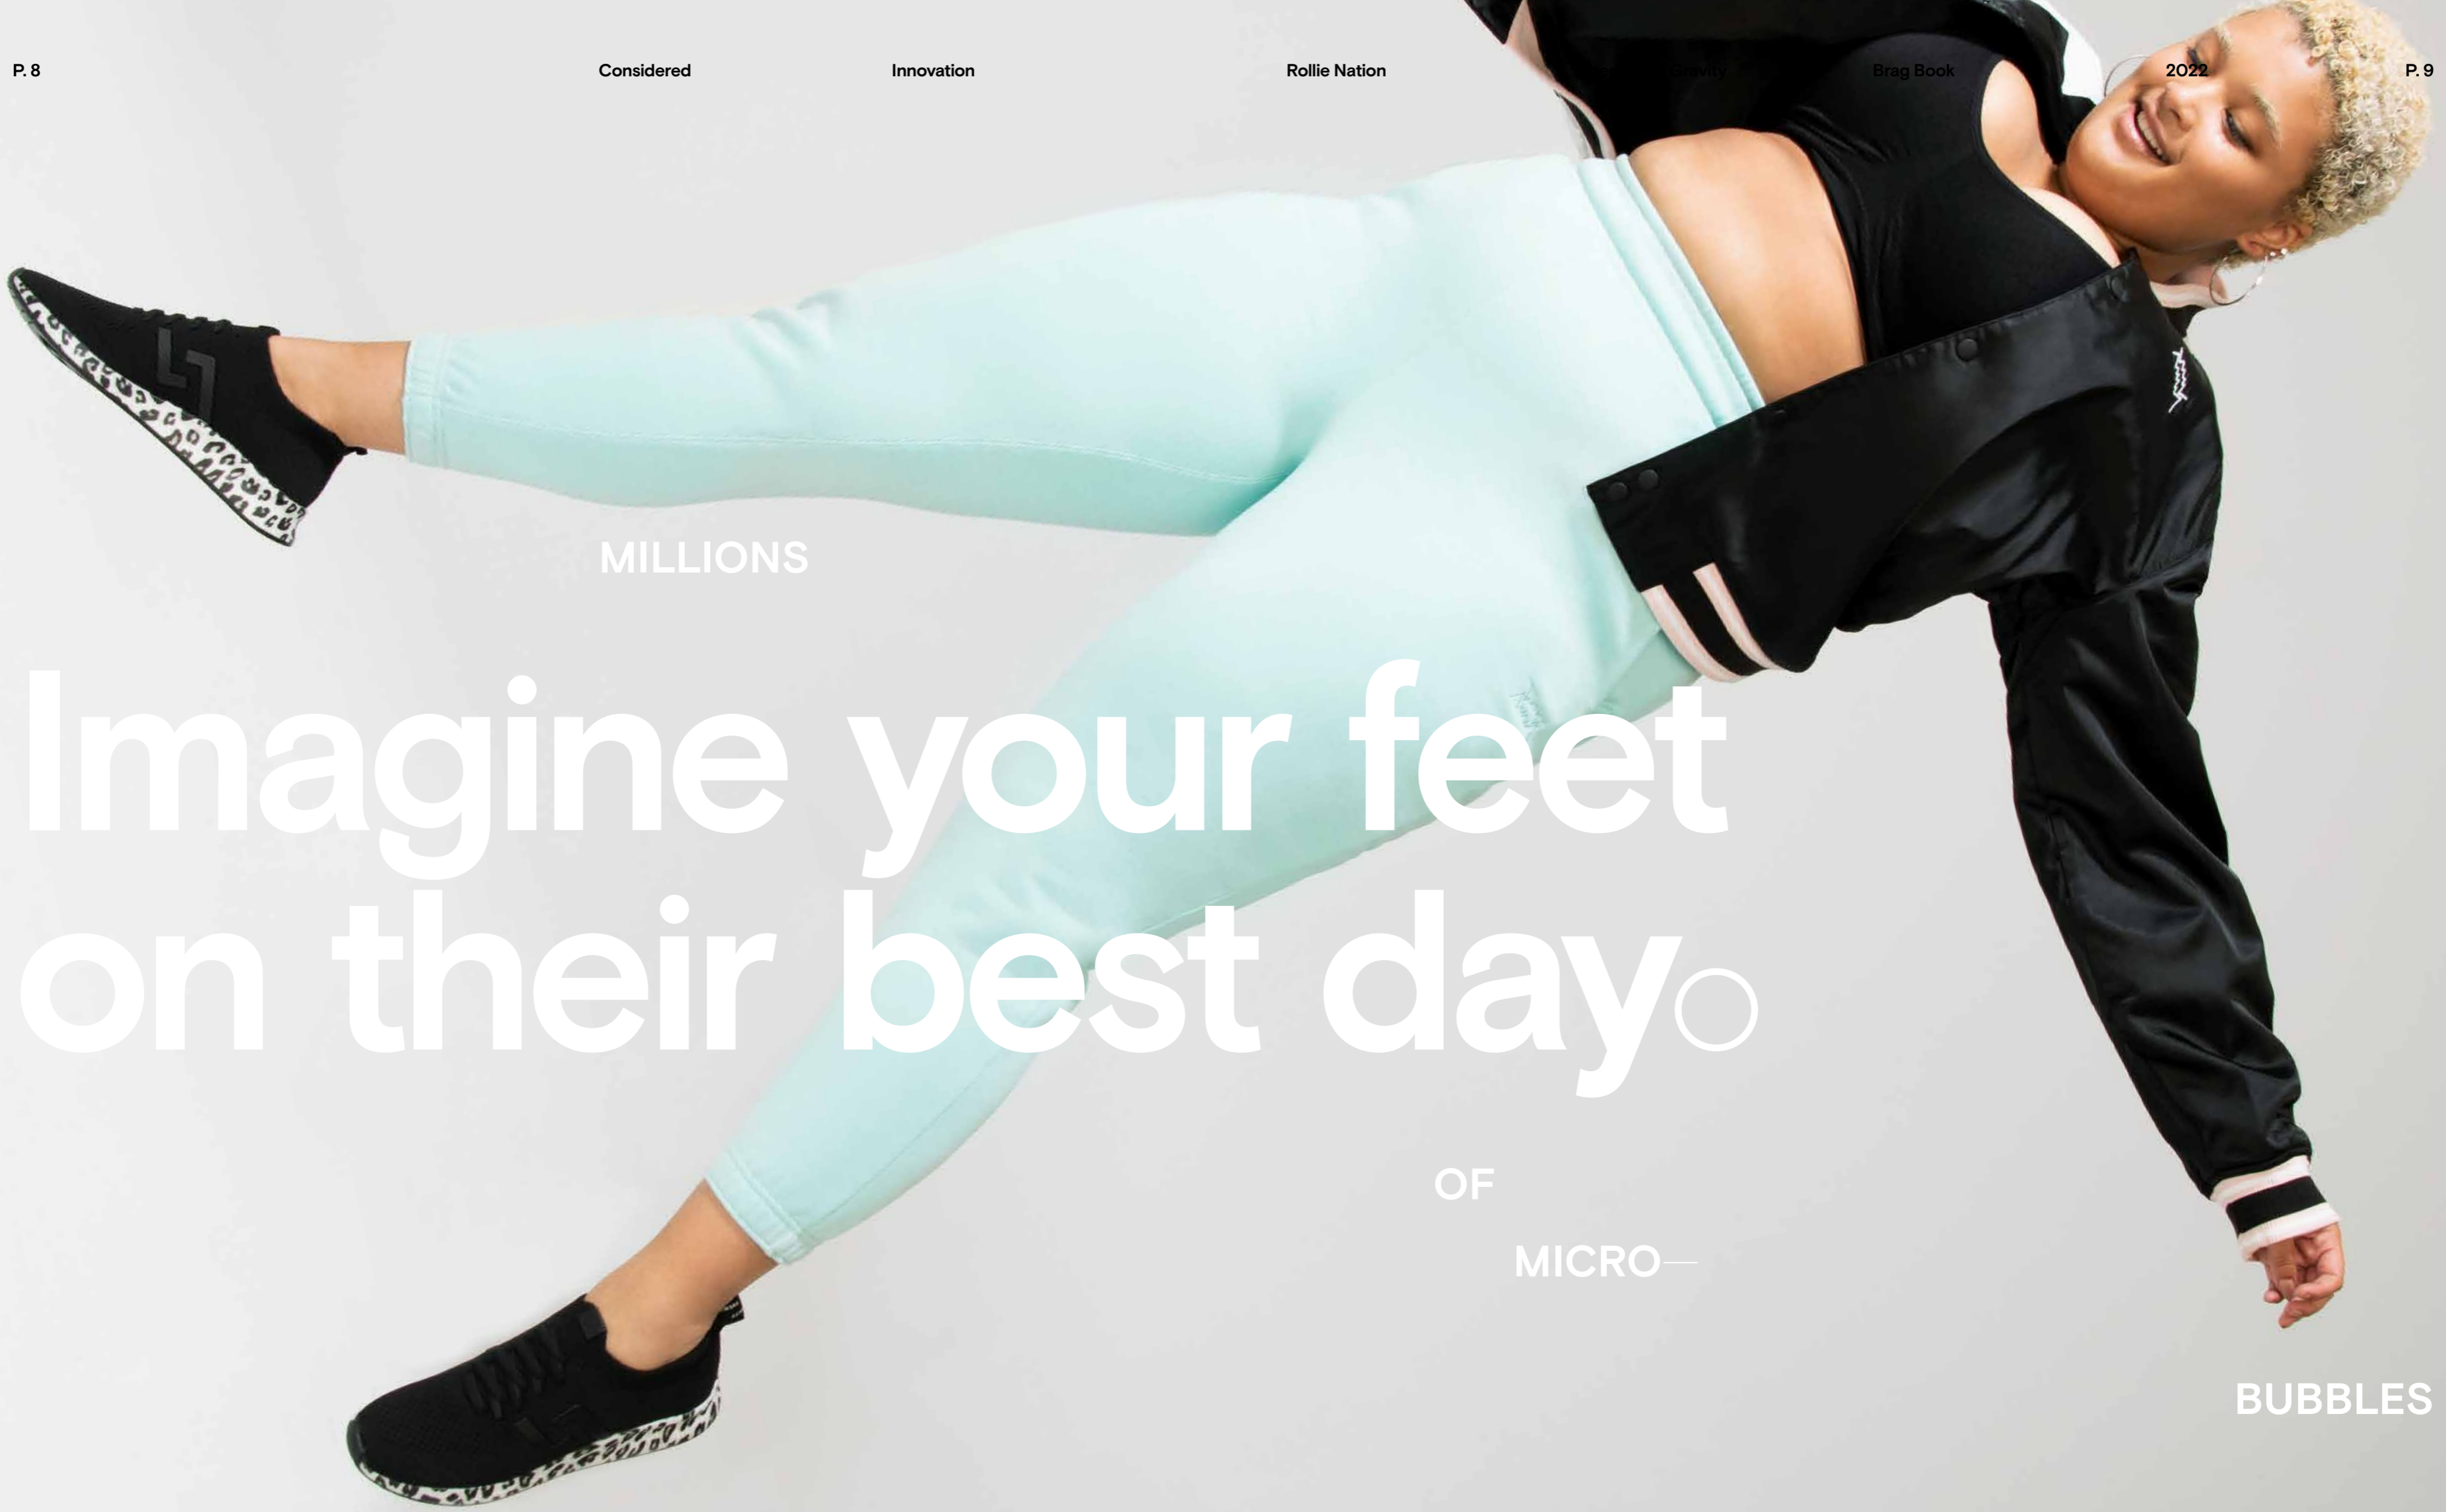 P. 8 Considered Innovation Rollie Nation Gravity Brag Book 2022 P. 9
MILLIONS
Imagine your feet
on their best day
OF
MICRO—
BUBBLES